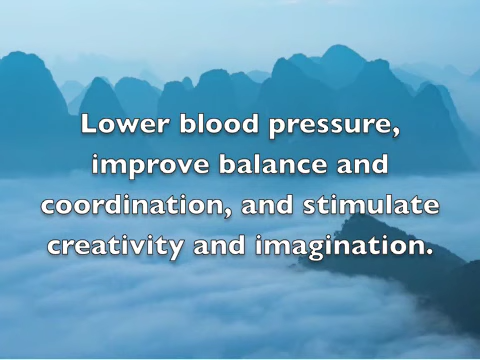 Lower blood pressure,
improve balance and
coordination, and stimulate
creativity and imagination.